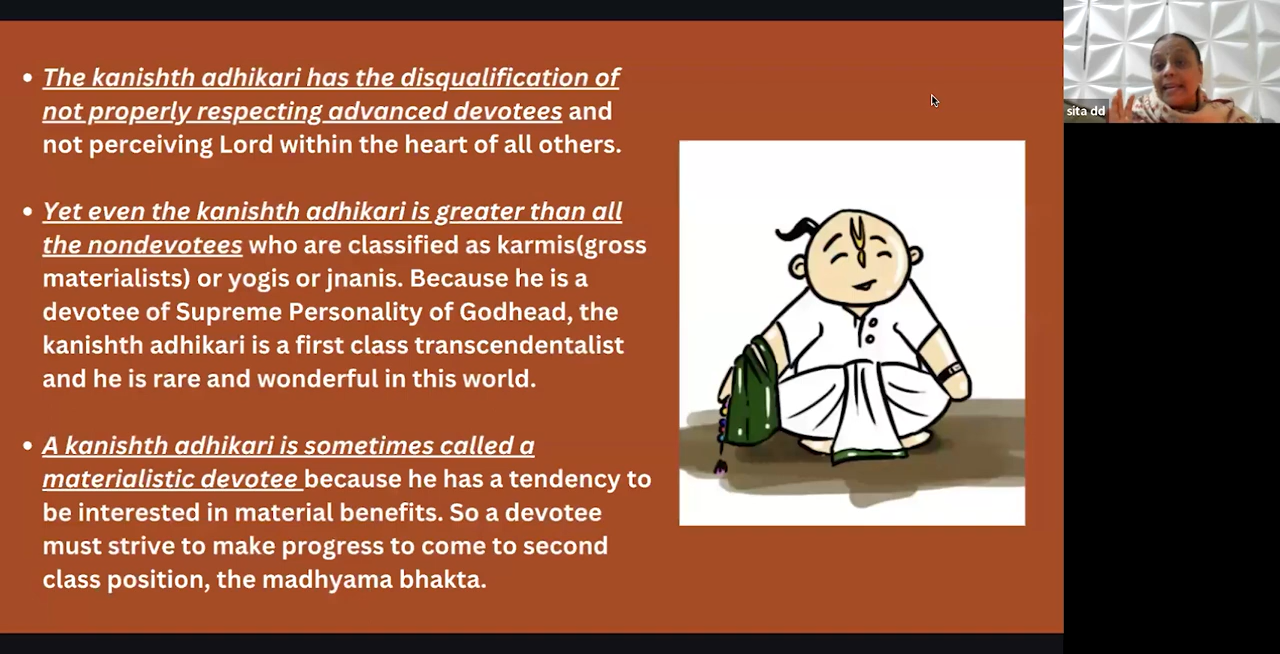 The kanishth adhikari has the disqualification of
not properly respecting advanced devotees and
not perceiving Lord within the heart of all others.
Yet even the kanishth adhikari is greater than all
the nondevotees who are classified as karmis(gross
materialists) or yogis or jnanis. Because he is a
devotee of Supreme Personality of Godhead, the
kanishth adhikari is a first class transcendentalist
and he is rare and wonderful in this world.
A kanishth adhikari is sometimes called a
materialistic devotee because he has a tendency to
be interested in material benefits. So a devotee
must strive to make progress to come to second
class position, the madhyama bhakta.
sita dd